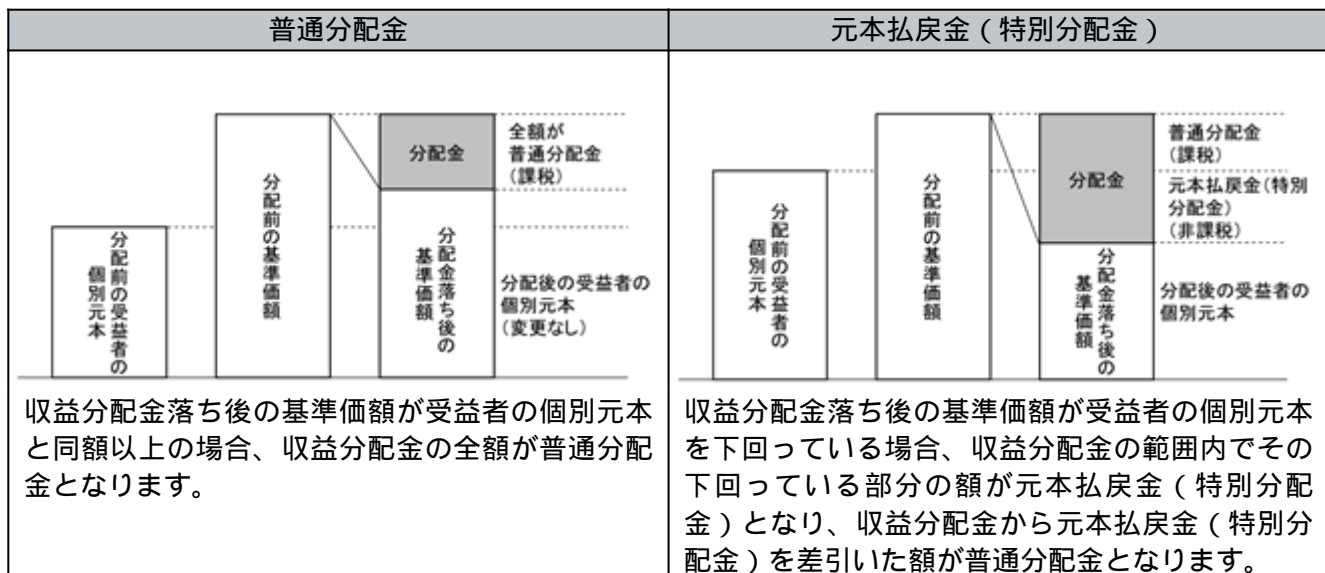 普通分配金
分配前の受益者の
個別元本
分配前の基準価額
分配金
分配金落ち後の
基準価額
全額が
普通分配金
(課税)
分配後の受益者の
個別元本
(変更なし)
収益分配金落ち後の基準価額が受益者の個別元本
と同額以上の場合、収益分配金の全額が普通分配
金となります。
元本払戻金(特別分配金)
分配前の受益者の
個別元本
分配前の基準価額
分配金
分配金落ち後の
基準価額
普通分配金
(課税)
元本払戻金(特別
分配金)
(非課税)
分配後の受益者の
個別元本
収益分配金落ち後の基準価額が受益者の個別元本
を下回っている場合、収益分配金の範囲内でその
下回っている部分の額が元本払戻金(特別分配
金)となり、収益分配金から元本払戻金(特別分
配金)を差引いた額が普通分配金となります。